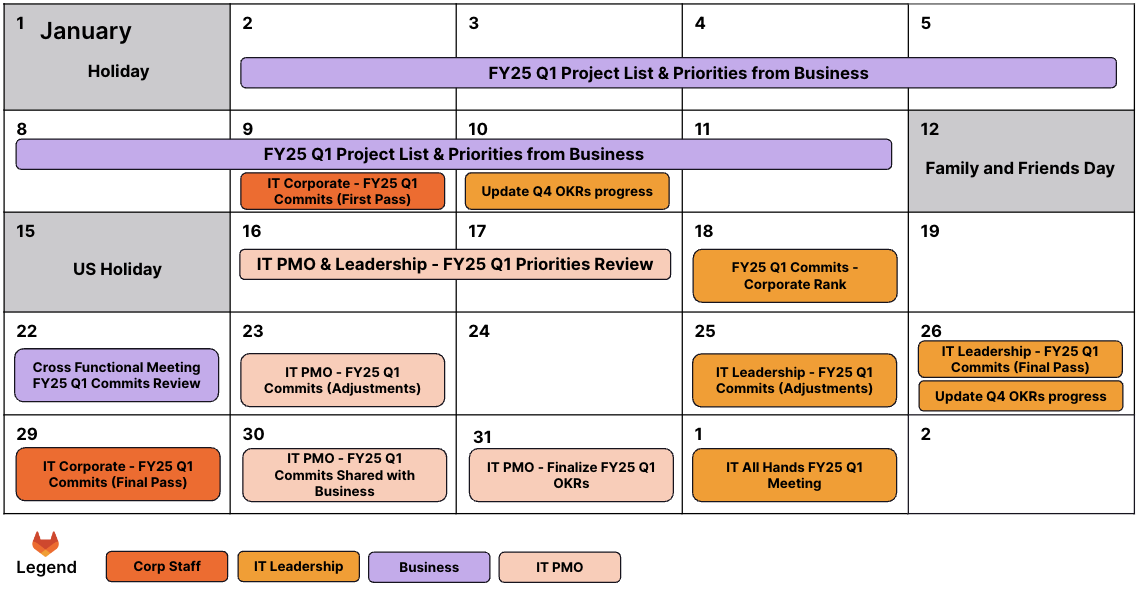 1 January
Holiday
2
3
4
5
FY25 Q1 Project List & Priorities from Business
8
9
10
11
12
FY25 Q1 Project List & Priorities from Business
Family and Friends Day
IT Corporate - FY25 Q1
Commits (First Pass)
Update Q4 OKRs progress
15
US Holiday
16
17
18
19
IT PMO & Leadership - FY25 Q1 Priorities Review
FY25 Q1 Commits -
Corporate Rank
22
Cross Functional Meeting
FY25 Q1 Commits Review
23
IT PMO - FY25 Q1
Commits (Adjustments)
24
25
IT Leadership - FY25 Q1
Commits (Adjustments)
26
IT Leadership - FY25 Q1
Commits (Final Pass)
Update Q4 OKRs progress
29
IT Corporate - FY25 Q1
Commits (Final Pass)
30
IT PMO - FY25 Q1
Commits Shared with
Business
31
IT PMO - Finalize FY25 Q1
OKRs
1
IT All Hands FY25 Q1
Meeting
2
Legend
Corp Staff
IT Leadership
Business
IT PMO